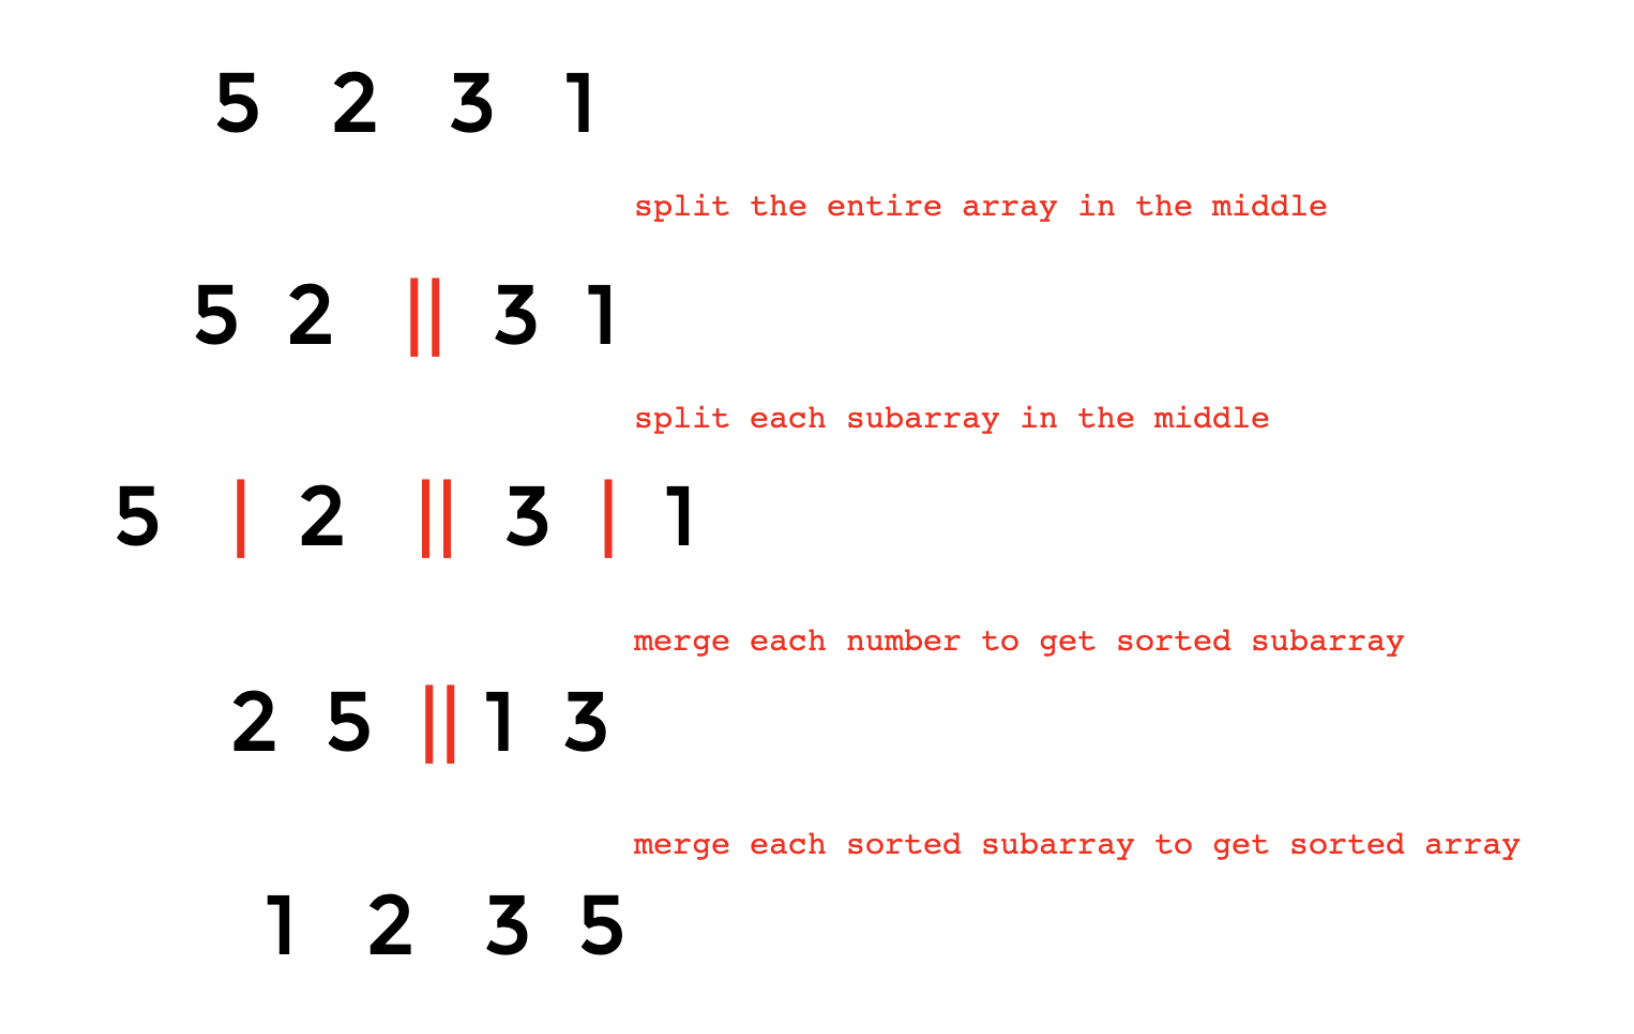 5 2 3 1
split the entire array in the middle
5 2 || 3 1
split each subarray in the middle
5 | 2 || 3 | 1
merge each number to get sorted subarray
2 5 || 1 3
merge each sorted subarray to get sorted array
1 2 3 5